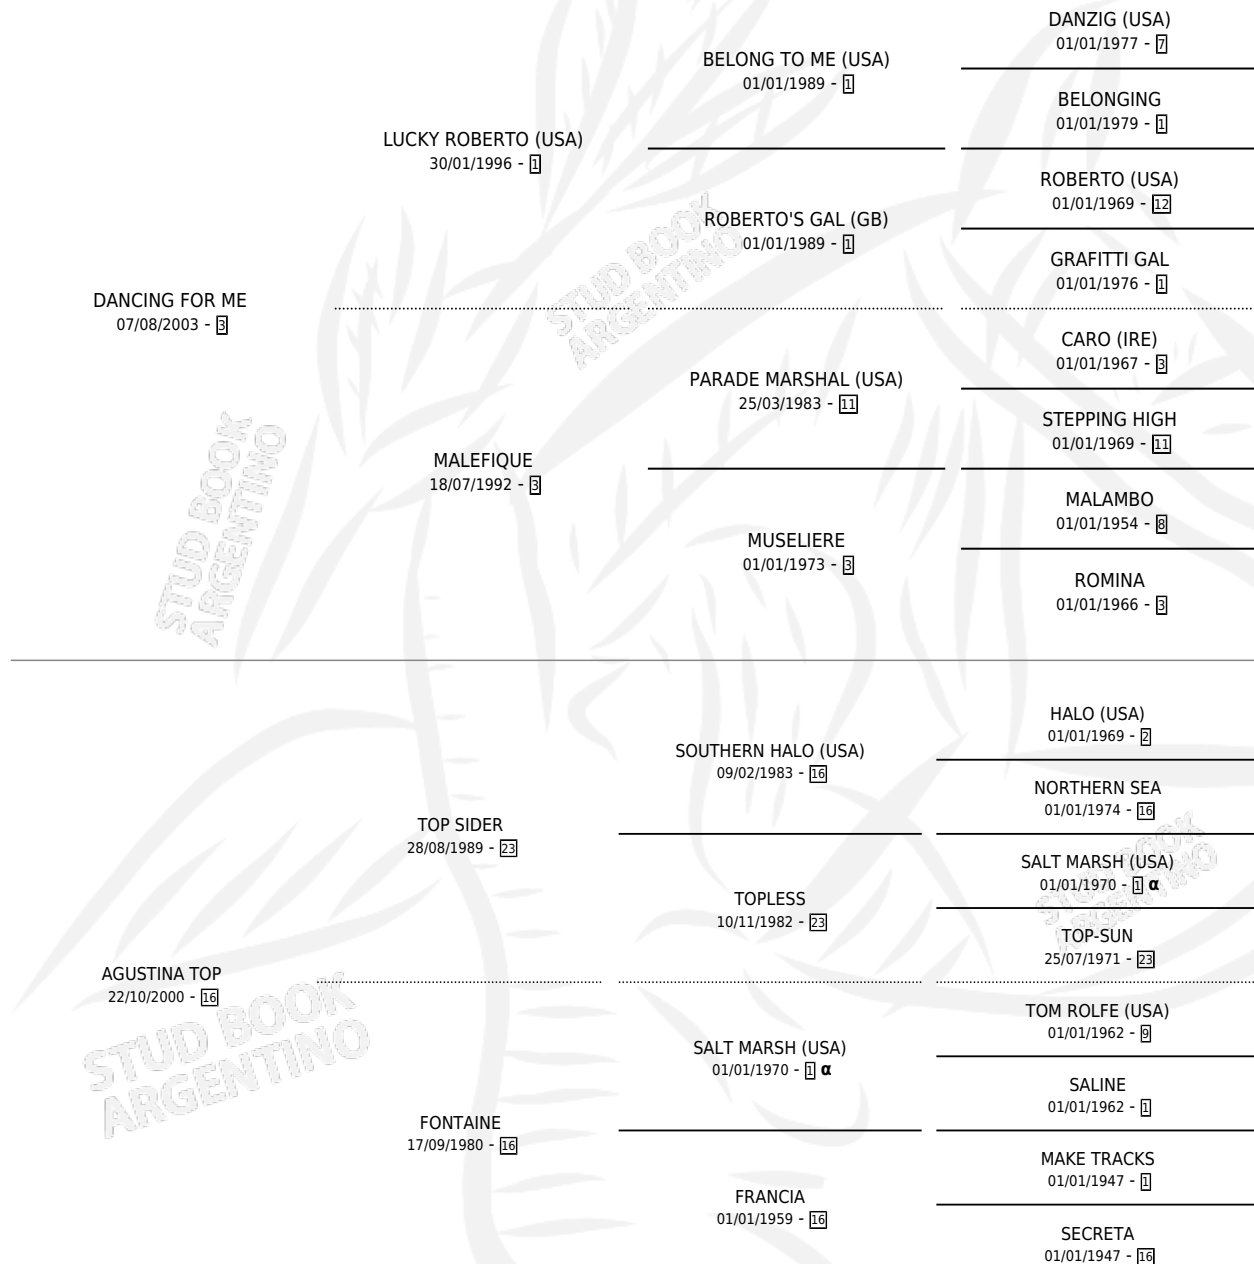 DANZIG (USA)
01/01/1977 - 7
BELONG TO ME (USA)
01/01/1989 - 1
BELONGING
01/01/1979 - 1
LUCKY ROBERTO (USA)
30/01/1996 - 1
ROBERTO (USA)
01/01/1969 - 12
ROBERTO'S GAL (GB)
01/01/1989 - 1
GRAFITTI GAL
01/01/1976 - 1
DANCING FOR ME
07/08/2003 - 3
CARO (IRE)
01/01/1967 - 3
PARADE MARSHAL (USA)
25/03/1983 - 11
STEPPING HIGH
01/01/1969 - 11
MALEFIQUE
18/07/1992 - 3
MALAMBO
01/01/1954 - 8
MUSELIERE
01/01/1973 - 3
ROMINA
01/01/1966 - 3
HALO (USA)
01/01/1969 - 2
SOUTHERN HALO (USA)
09/02/1983 - 16
NORTHERN SEA
01/01/1974 - 16
TOP SIDER
28/08/1989 - 23
SALT MARSH (USA)
01/01/1970 - 1 α
TOPLESS
10/11/1982 - 23
TOP-SUN
25/07/1971 - 23
AGUSTINA TOP
22/10/2000 - 16
TOM ROLFE (USA)
01/01/1962 - 9
SALT MARSH (USA)
01/01/1970 - 1 α
SALINE
01/01/1962 - 1
FONTAINE
17/09/1980 - 16
MAKE TRACKS
01/01/1947 - 1
FRANCIA
01/01/1959 - 16
SECRETA
01/01/1947 - 16
STUD BOOK
ARGENTINO
STUD BOOK
ARGENTINO
STUD BOOK
ARGENTINO
STUD BOOK
ARGENTINO